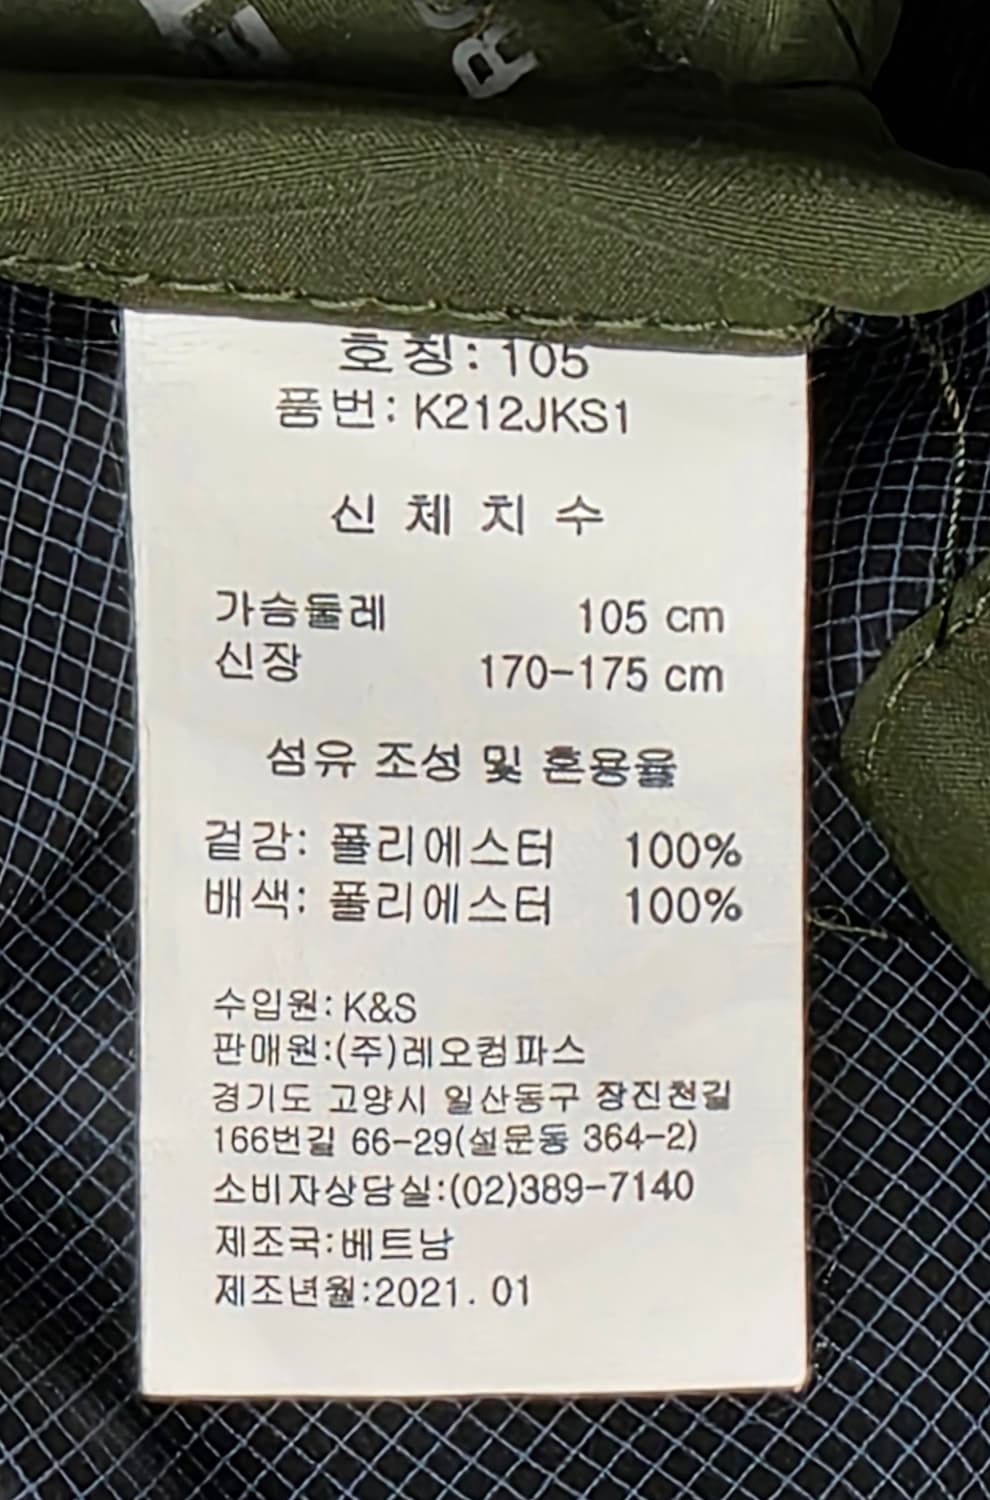 호칭: 105
품번: K212JKS1
신 체 치 수
가슴둘레 105 cm
신장 170-175 cm
섬유 조성 및 혼용율
겉감: 폴리에스터 100%
배색: 폴리에스터 100%
수입원: K&S
판매원:(주)레오컴파스
경기도 고양시 일산동구 장진천길
166번길 66-29(설문동 364-2)
소비자상담실:(02)389-7140
제조국:베트남
제조년월:2021. 01